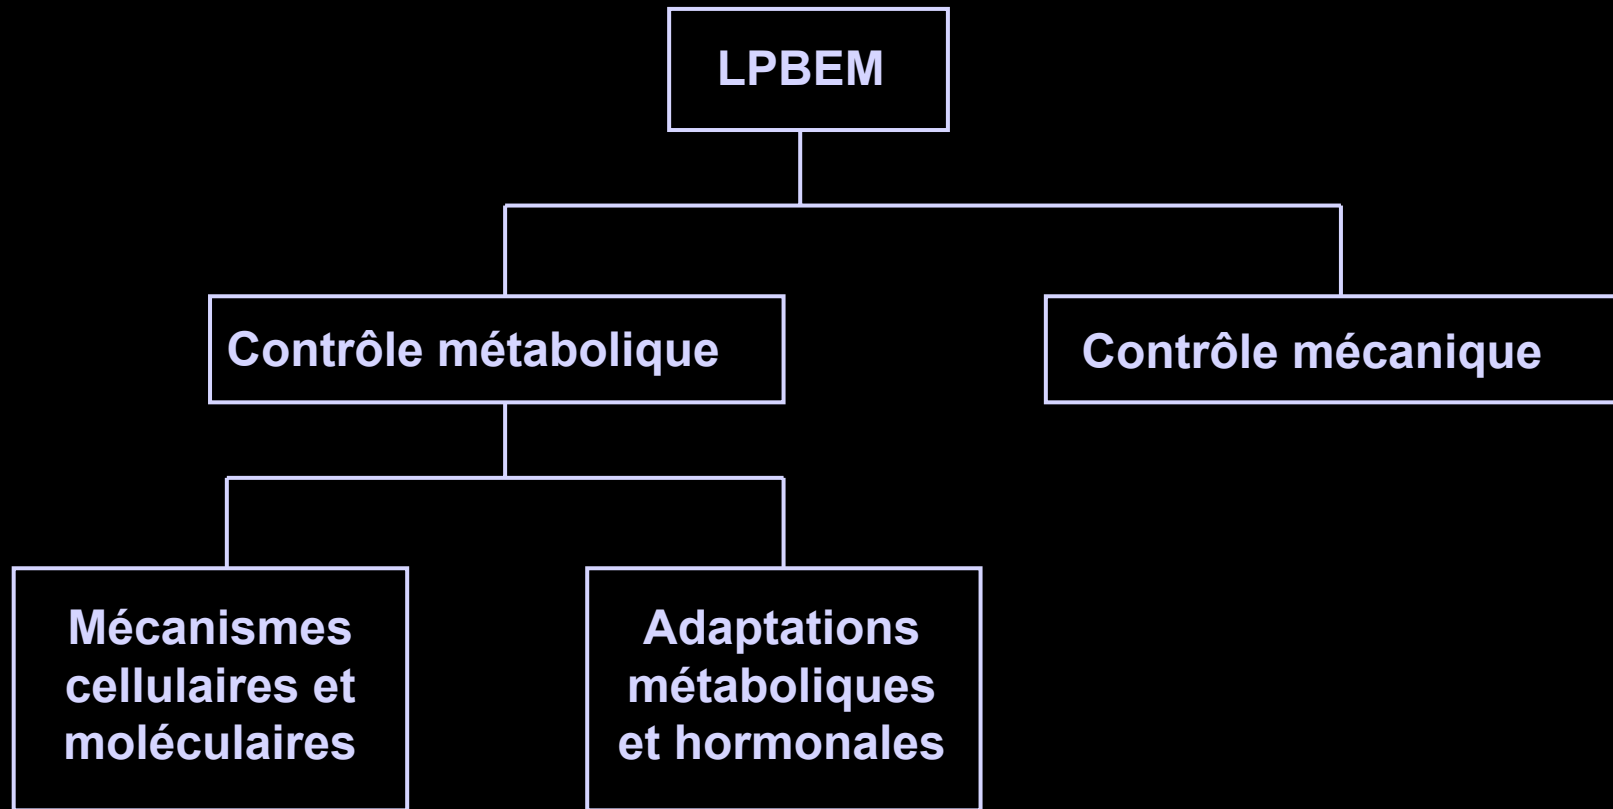 LPBEM
Contrôle métabolique
Contrôle mécanique
Mécanismes
cellulaires et
moléculaires
Adaptations
métaboliques
et hormonales